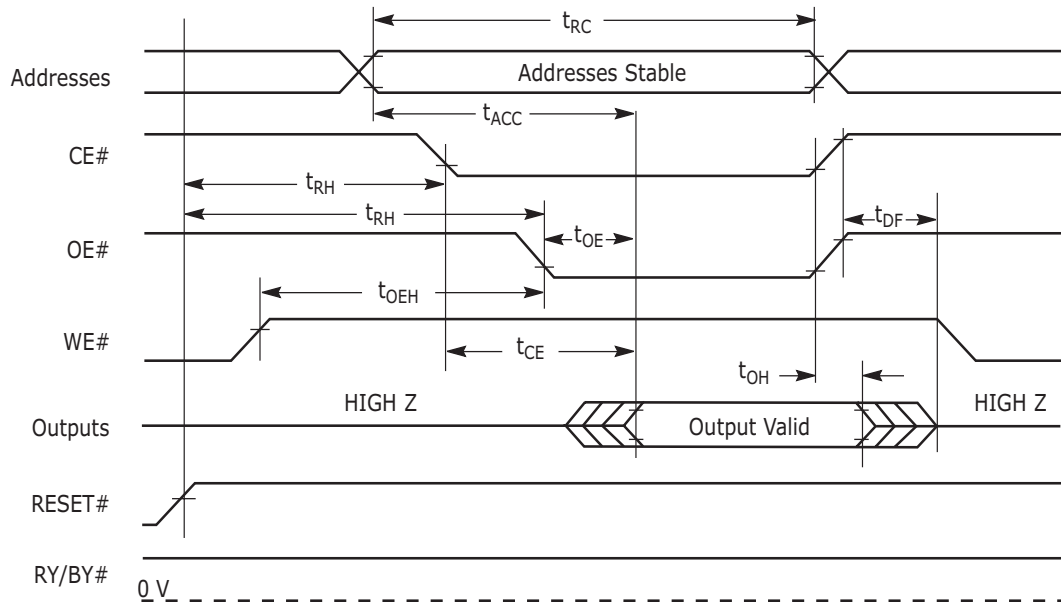 tRC
Addresses
Addresses Stable
tACC
CE#
tRH
tRH
tDF
OE#
tOE
tOEH
WE#
tCE
tOH
HIGH Z
HIGH Z
Outputs
Output Valid
RESET#
RY/BY#
0 V